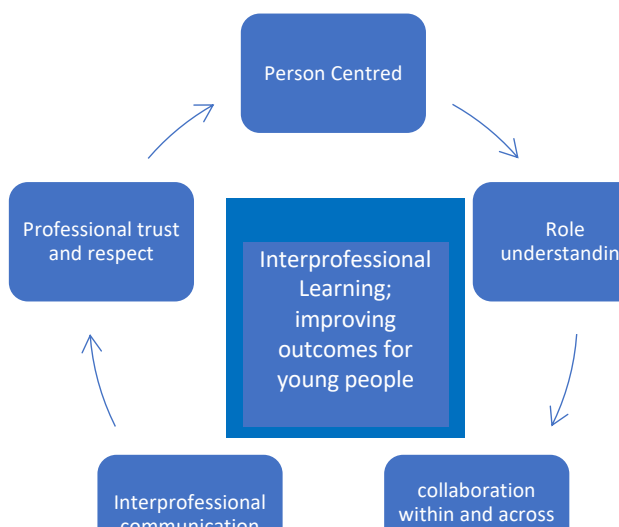 Person Centred
Professional trust
and respect
Interprofessional
Learning;
improving
outcomes for
young people
Role
understandin
Interprofessional
communication
collaboration
within and across